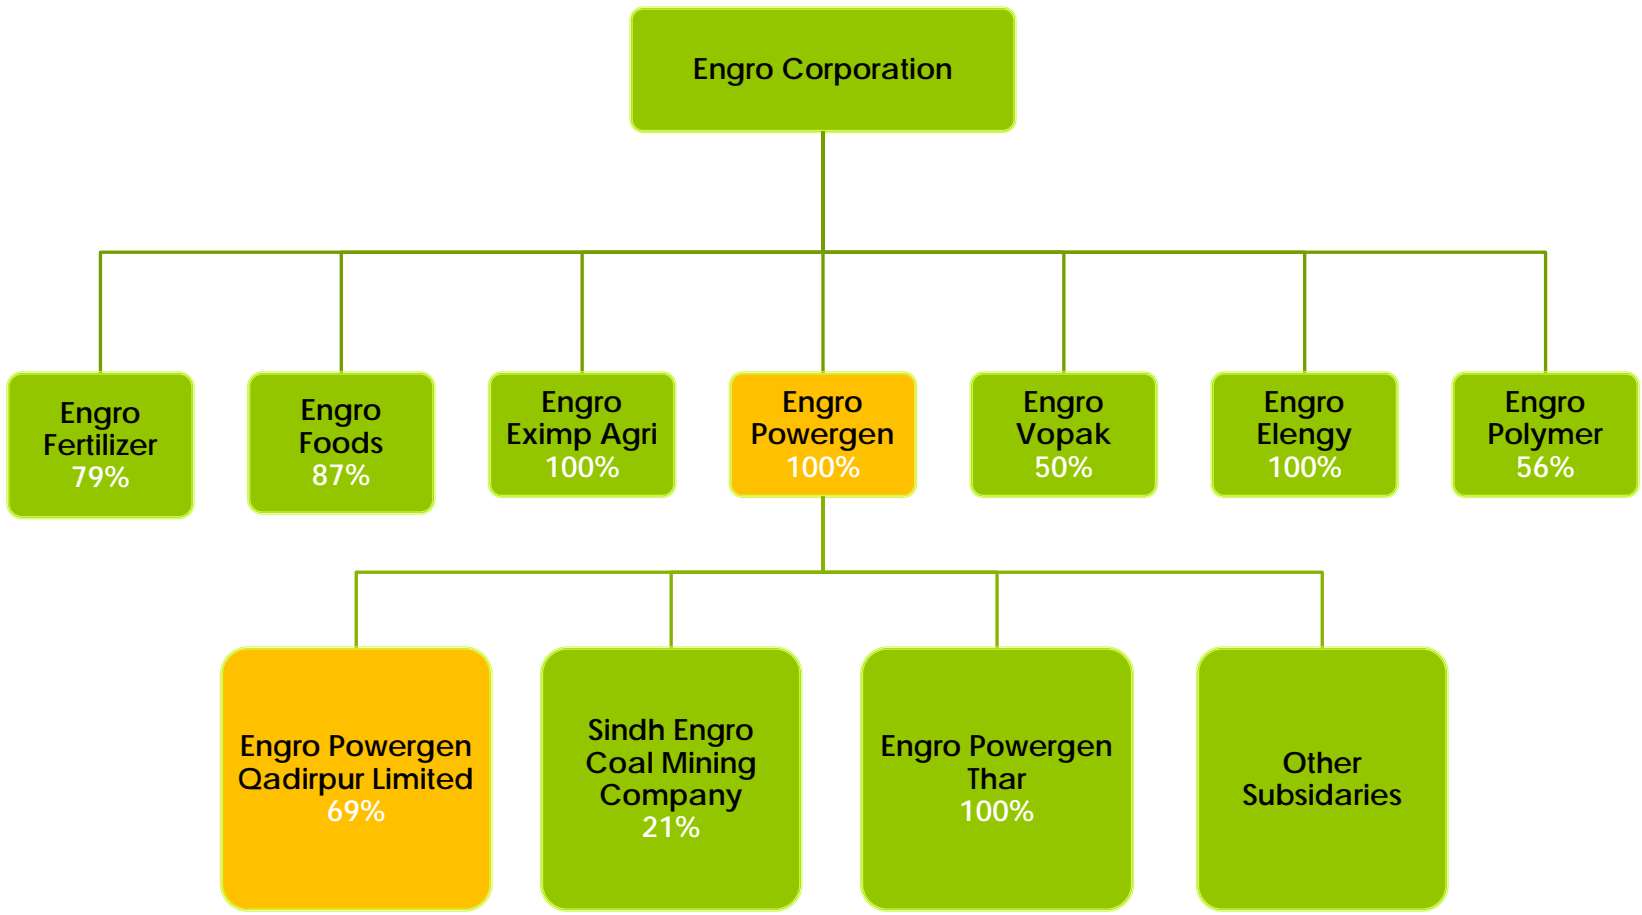 Engro Corporation
Engro
Fertilizer
79%
Engro
Foods
87%
Engro
Eximp Agri
100%
Engro
Powergen
100%
Engro
Vopak
50%
Engro
Elengy
100%
Engro
Polymer
56%
Engro Powergen
Qadirpur Limited
69%
Sindh Engro
Coal Mining
Company
21%
Engro Powergen
Thar
100%
Other
Subsidaries